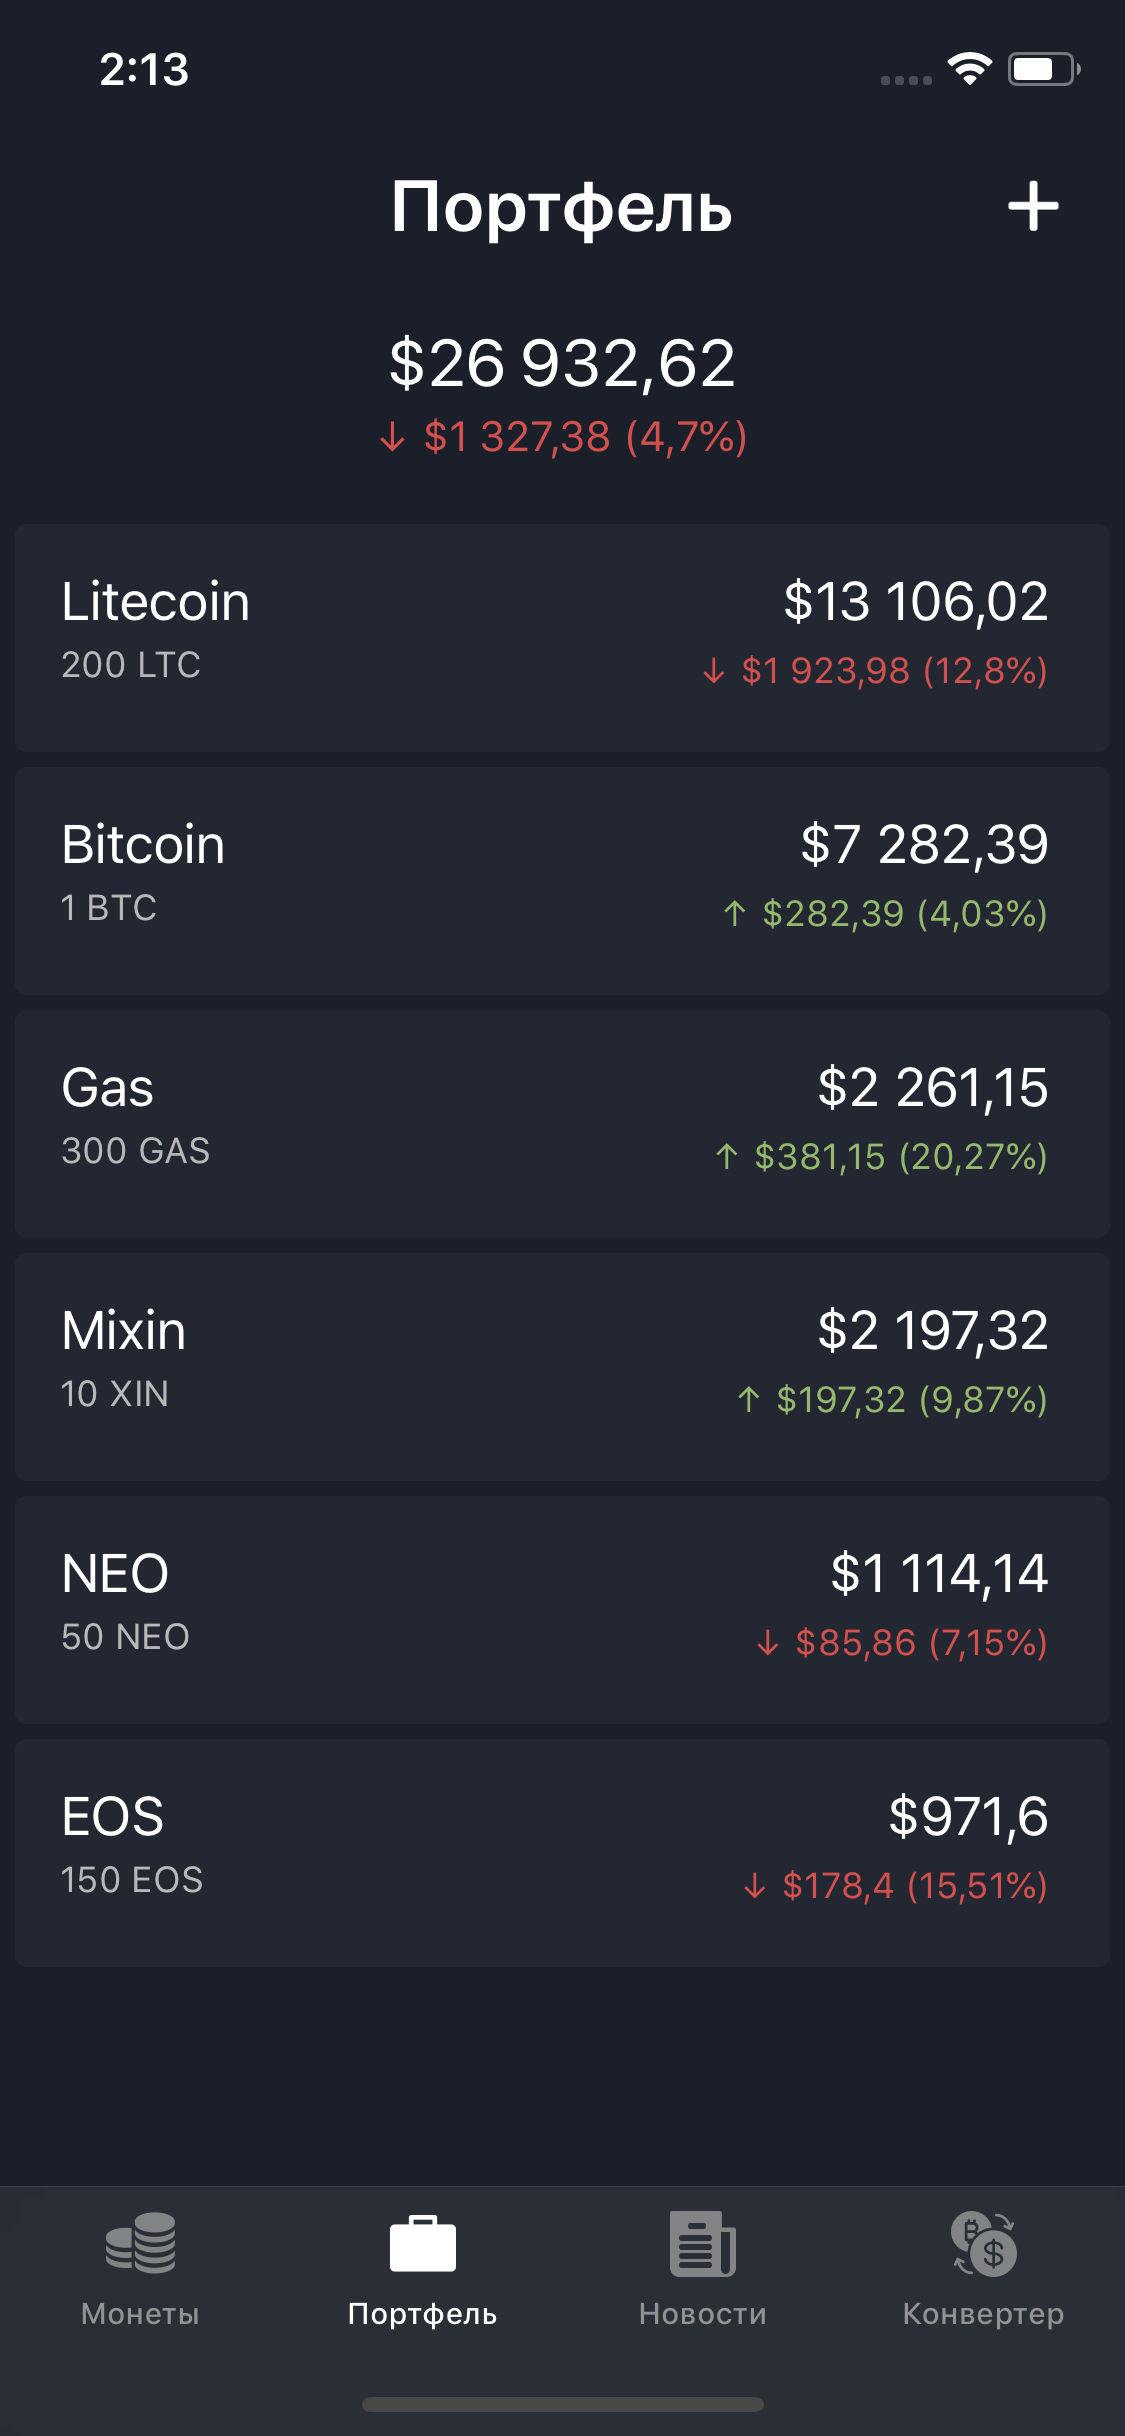 2:13
Портфель
$26 932,62
↓ $1 327,38 (4,7%)
Litecoin
$13 106,02
200 LTC
↓ $1 923,98 (12,8%)
Bitcoin
$7 282,39
1 BTC
↑ $282,39 (4,03%)
Gas
$2 261,15
300 GAS
↑ $381,15 (20,27%)
Mixin
$2 197,32
10 XIN
↑ $197,32 (9,87%)
NEO
$1 114,14
50 NEO
↓ $85,86 (7,15%)
EOS
$971,6
150 EOS
↓ $178,4 (15,51%)
Монеты
Портфель
Новости
Конвертер